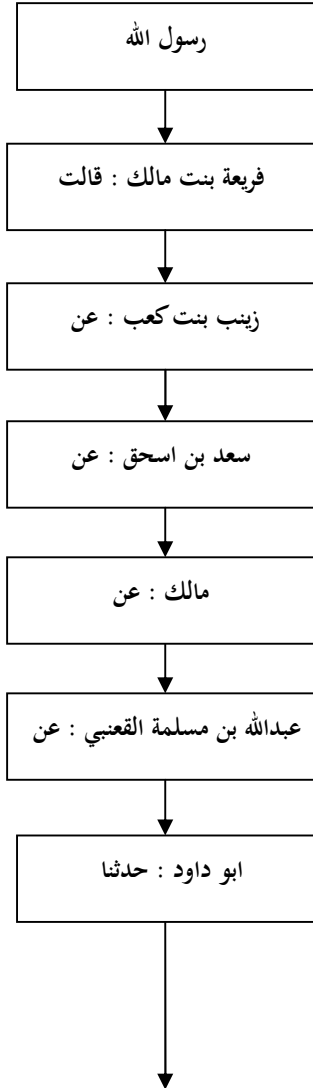 رسول الله
فريعة بنت مالك : قالت
زينب بنت كعب : عن
سعد بن اسحق : عن
مالك : عن
عبدالله بن مسلمة القعنبي : عن
ابو داود : حدثنا